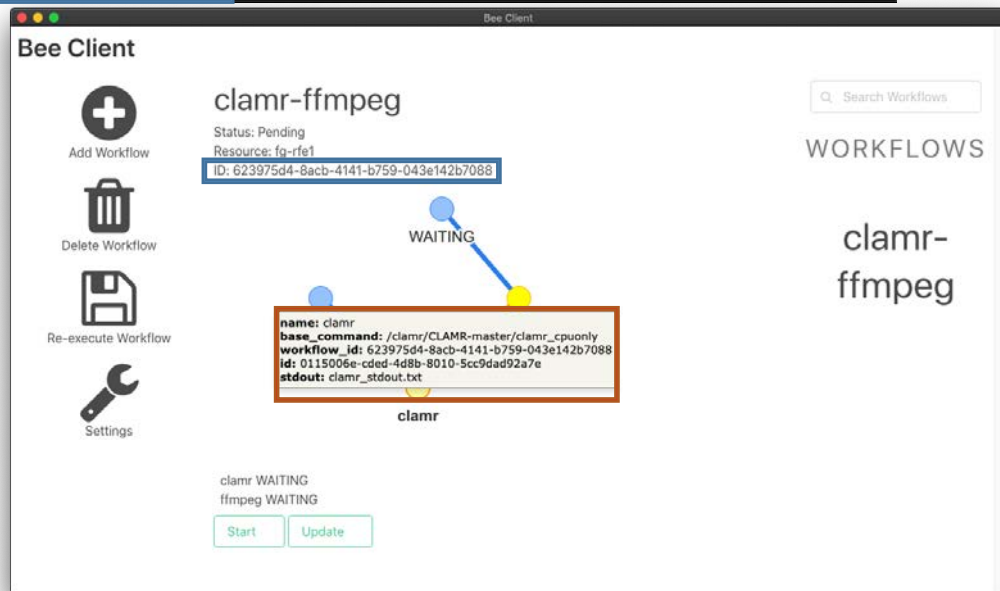 Bee Client
Bee Client
Add Workflow
Delete Workflow
Re-execute Workflow
Settings
clamr-ffmpeg
Status: Pending
Resource: fg-rfe1
ID: 623975d4-8acb-4141-b759-043e142b7088
WAITING
name: clamr
base_command: /clamr/CLAMR-master/clamr_cpuonly
workflow_id: 623975d4-8acb-4141-b759-043e142b7088
id: 0115006e-cded-4d8b-8010-5cc9dad92a7e
stdout: clamr_stdout.txt
clamr
clamr WAITING
ffmpeg WAITING
Start Update
Search Workflows
WORKFLOWS
clamr-
ffmpeg